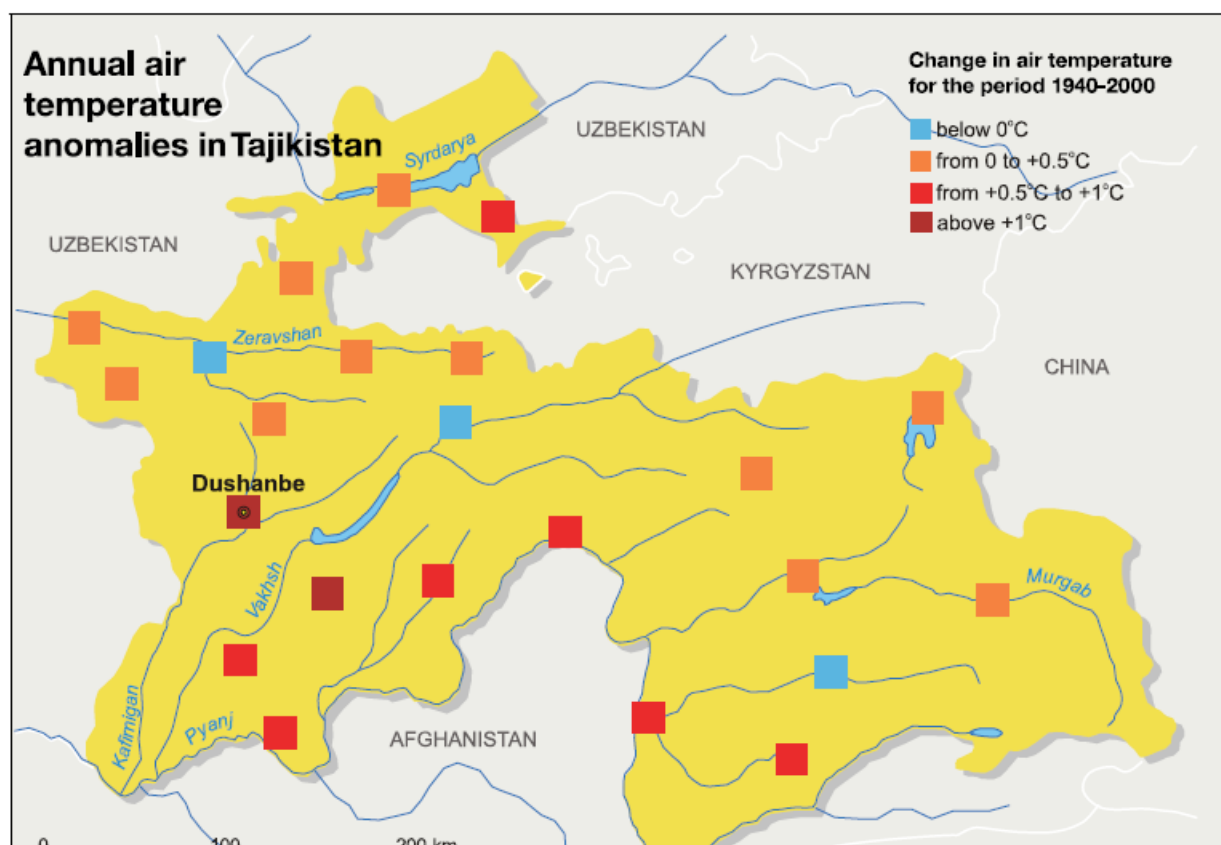 Annual air
temperature
anomalies in Tajikistan
Change in air temperature
for the period 1940–2000
below 0°C
from 0 to +0.5°C
from +0.5°C to +1°C
above +1°C
UZBEKISTAN
Syrdarya
UZBEKISTAN
KYRGYZSTAN
Zeravshan
CHINA
Dushanbe
Vakhsh
Murgab
Kafirnigan
Pyanj
AFGHANISTAN
0 100 200 km